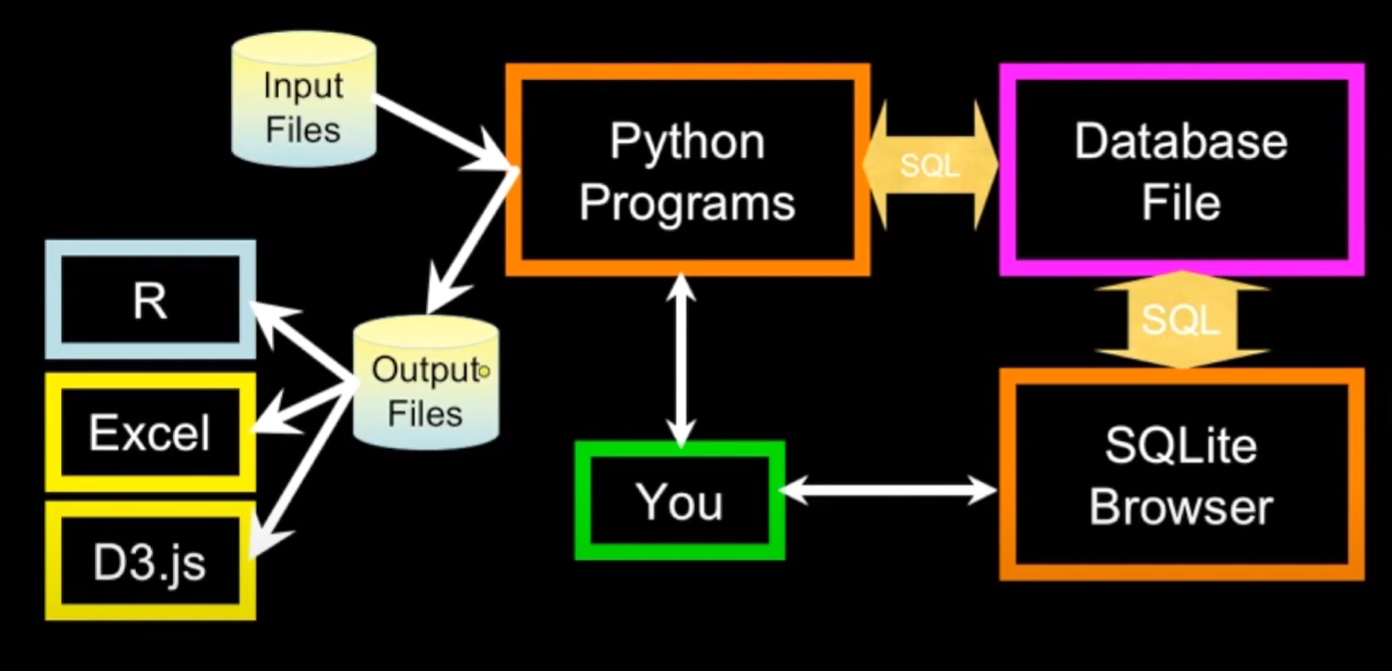 Input
Files
Python
Programs
SQL
Database
File
R
Output
Files
SQL
Excel
You
SQLite
Browser
D3.js